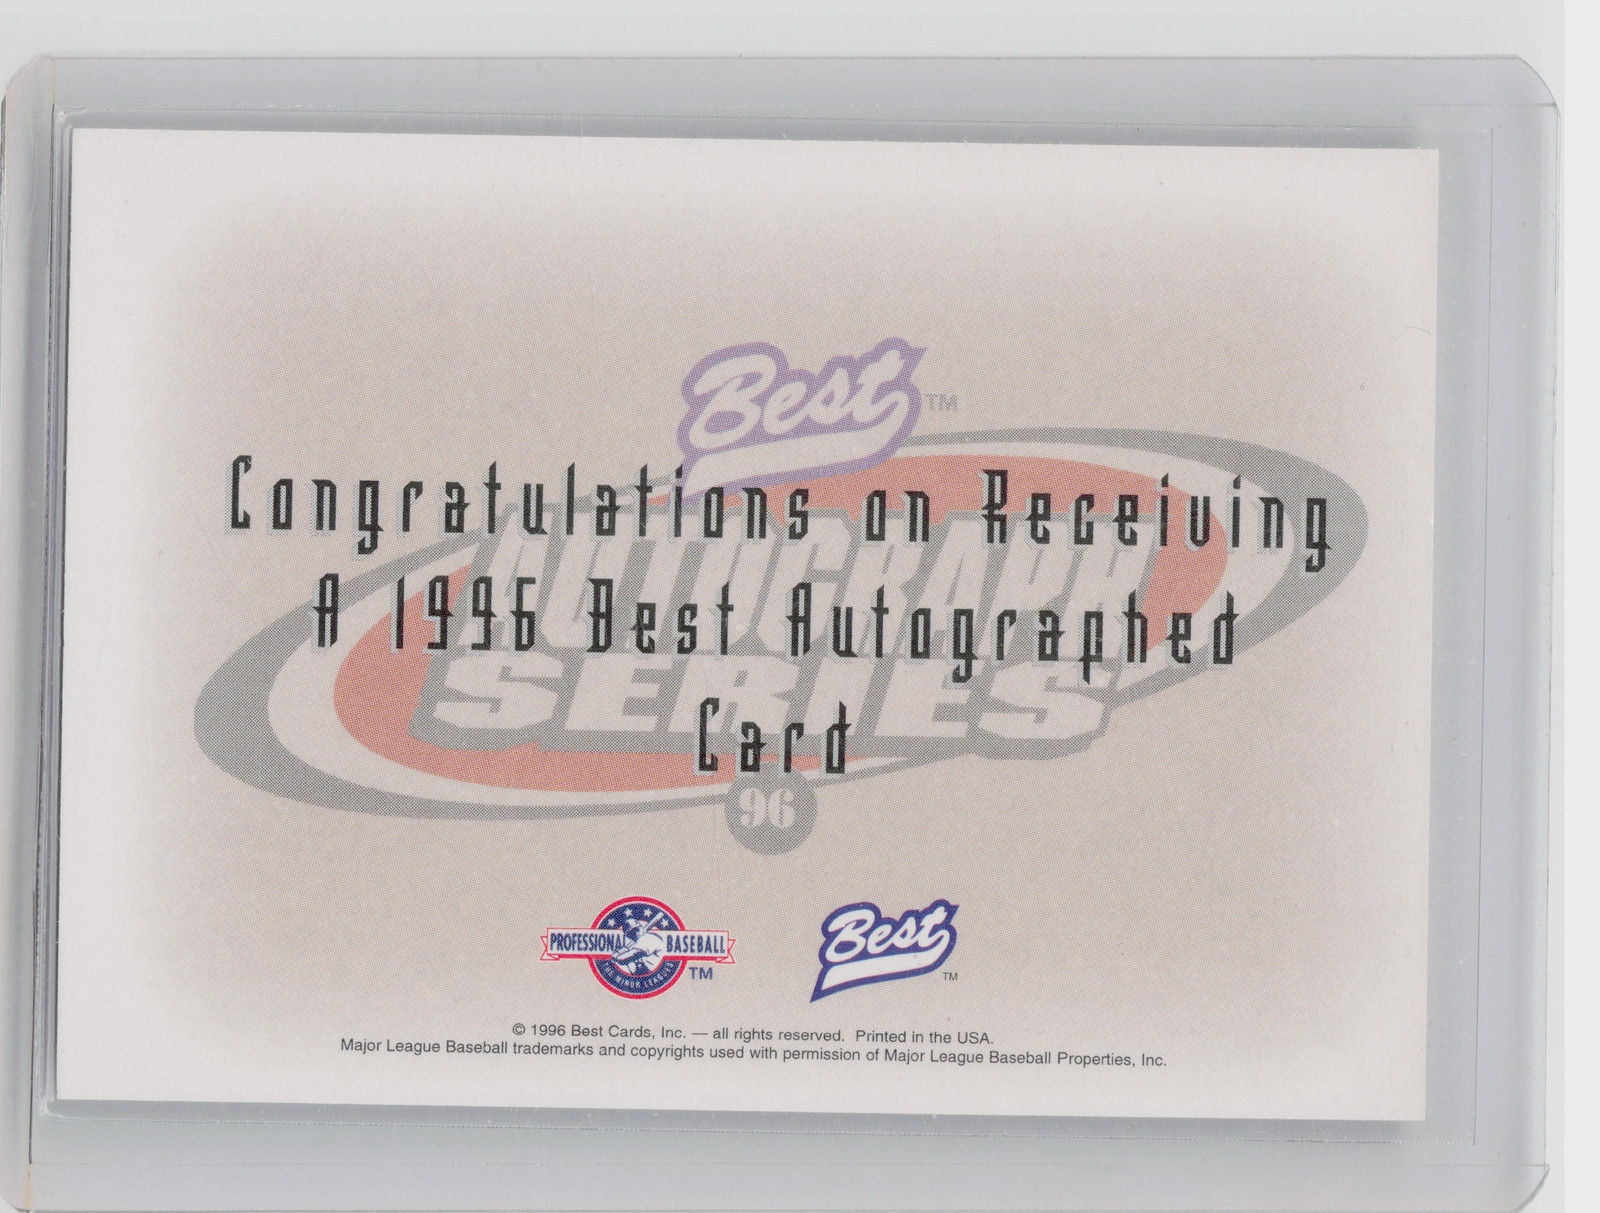 Best TM
Congratulations on Receiving
A 1996 Best Autographed
Card
AUTOGRAPH
SERIES
96
PROFESSIONAL BASEBALL
THE MINOR LEAGUES
TM
Best
TM
© 1996 Best Cards, Inc. — all rights reserved. Printed in the USA.
Major League Baseball trademarks and copyrights used with permission of Major League Baseball Properties, Inc.